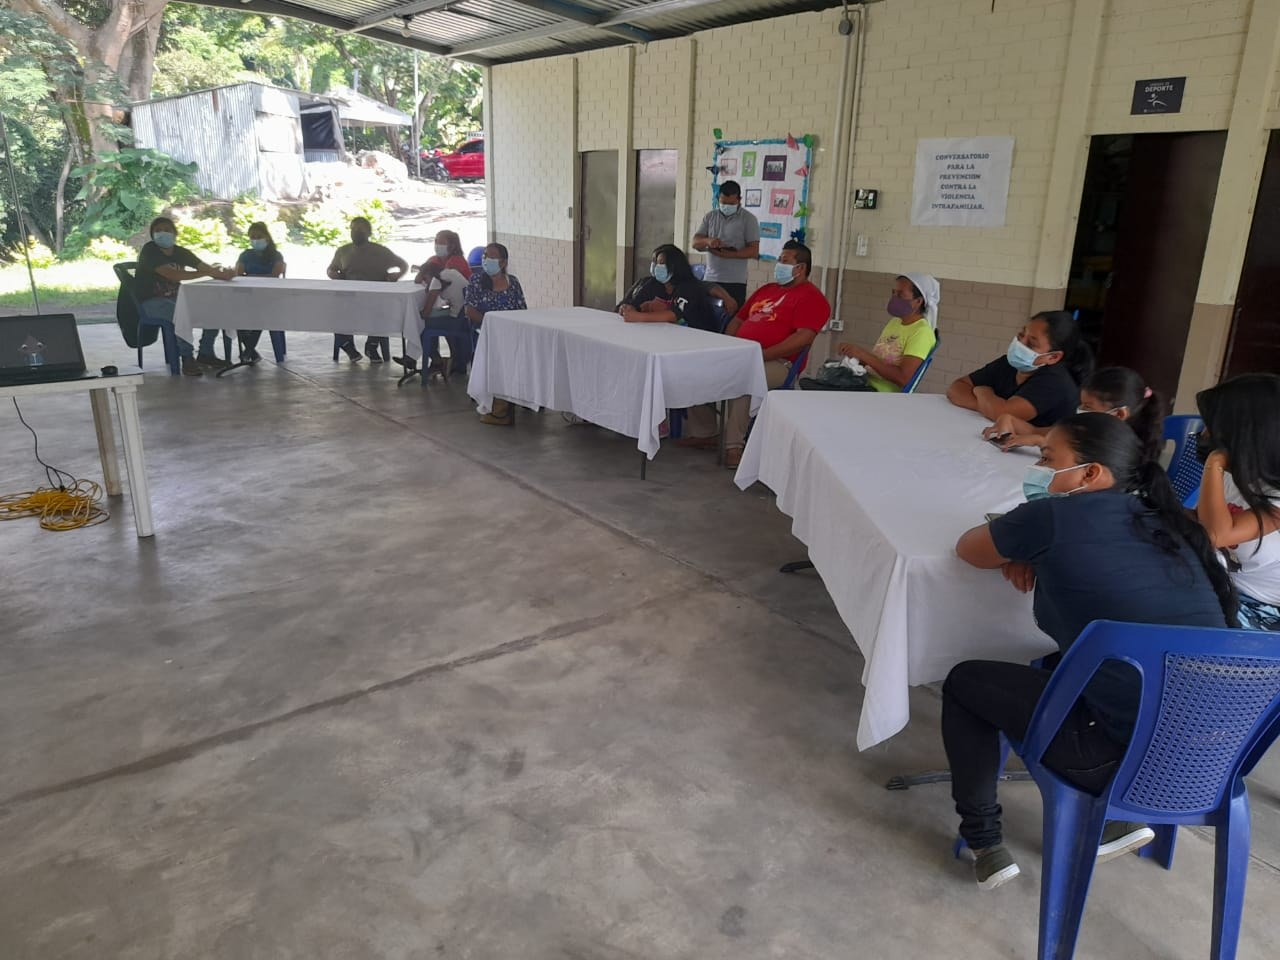 CONVERSATORIO
PARA LA
PREVENCION
CONTRA LA
VIOLENCIA
INTRAFAMILIAR.
DEPORTE